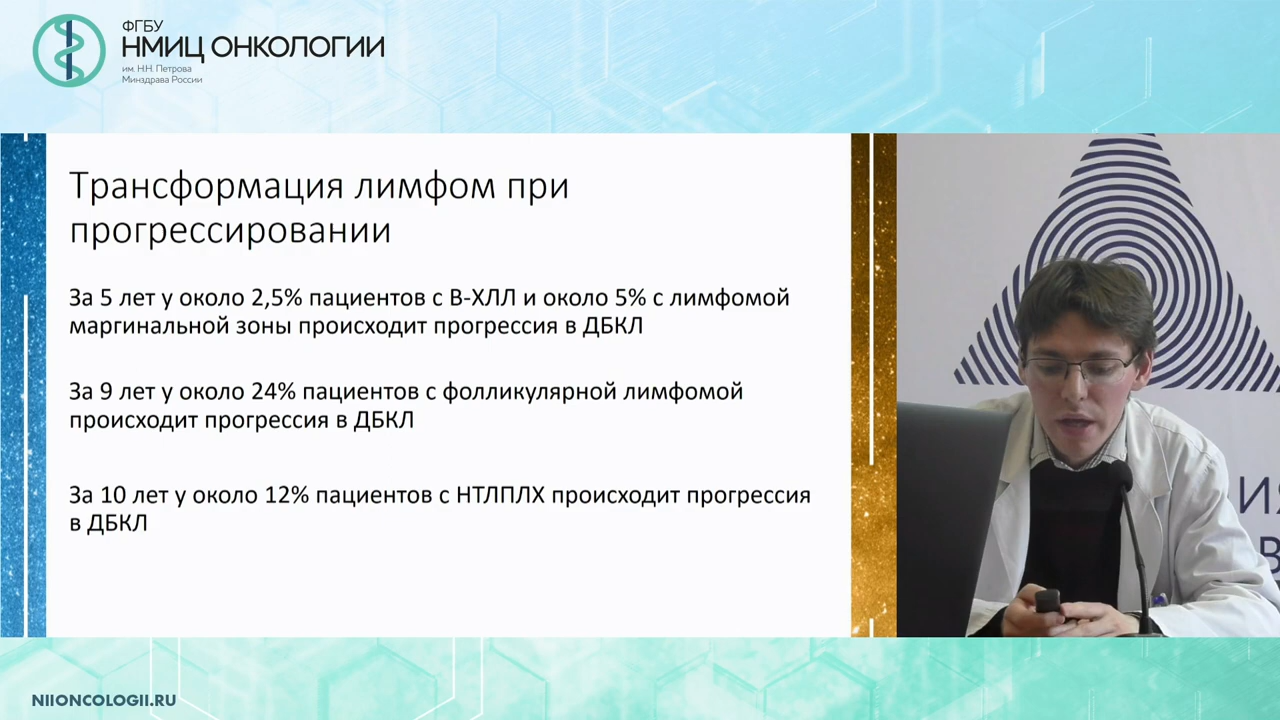 ФГБУ
НМИЦ ОНКОЛОГИИ
им. Н.Н. Петрова
Минздрава России
Трансформация лимфом при
прогрессировании
За 5 лет у около 2,5% пациентов с В-ХЛЛ и около 5% с лимфомой
маргинальной зоны происходит прогрессия в ДБКЛ
За 9 лет у около 24% пациентов с фолликулярной лимфомой
происходит прогрессия в ДБКЛ
За 10 лет у около 12% пациентов с НТЛПЛХ происходит прогрессия
в ДБКЛ
NIIONCOLOGII.RU